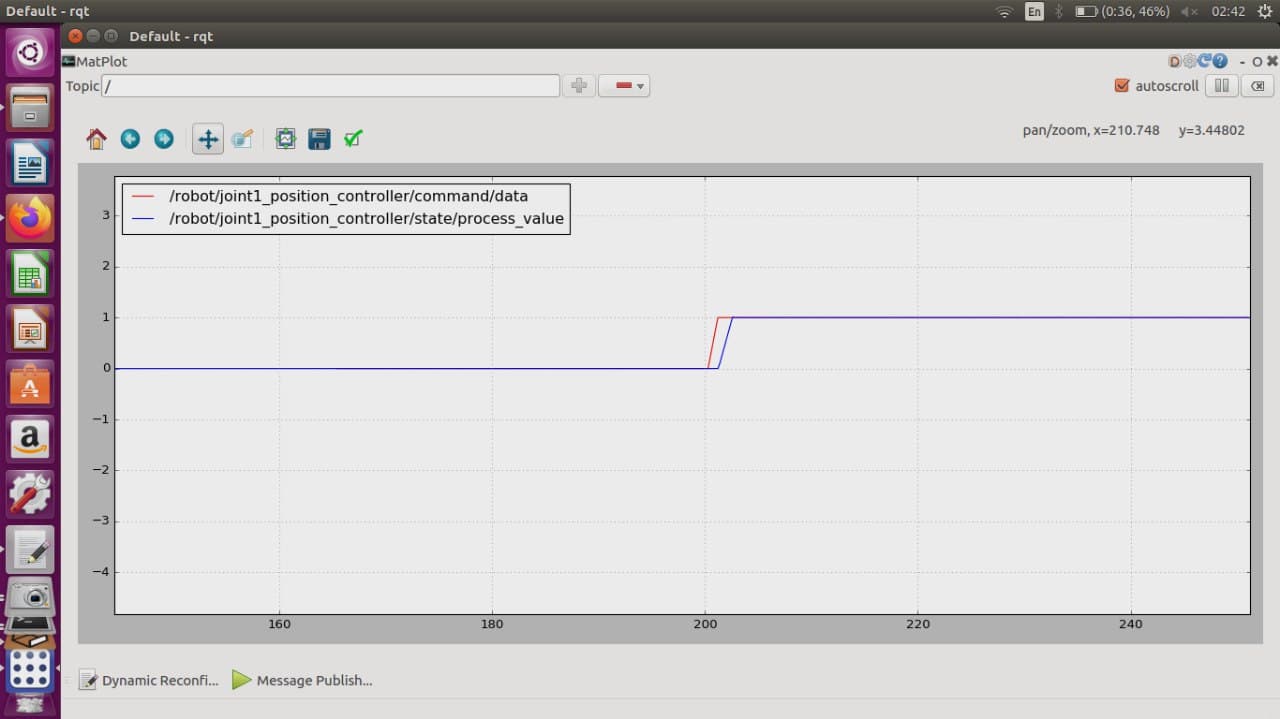 Default - rqt
En
(0:36, 46%)
02:42
Default - rqt
MatPlot
D
?
- O
Topic /
autoscroll
pan/zoom, x=210.748 y=3.44802
/robot/joint1_position_controller/command/data
/robot/joint1_position_controller/state/process_value
3
2
1
0
−1
−2
−3
−4
160 180 200 220 240
Dynamic Reconfi... Message Publish...
A
a